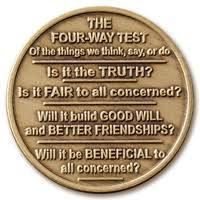 THE
FOUR-WAY TEST
Of the things we think, say, or do
Is it the TRUTH?
Is it FAIR to all concerned?
Will it build GOOD WILL
and BETTER FRIENDSHIPS?
Will it be BENEFICIAL to
all concerned?